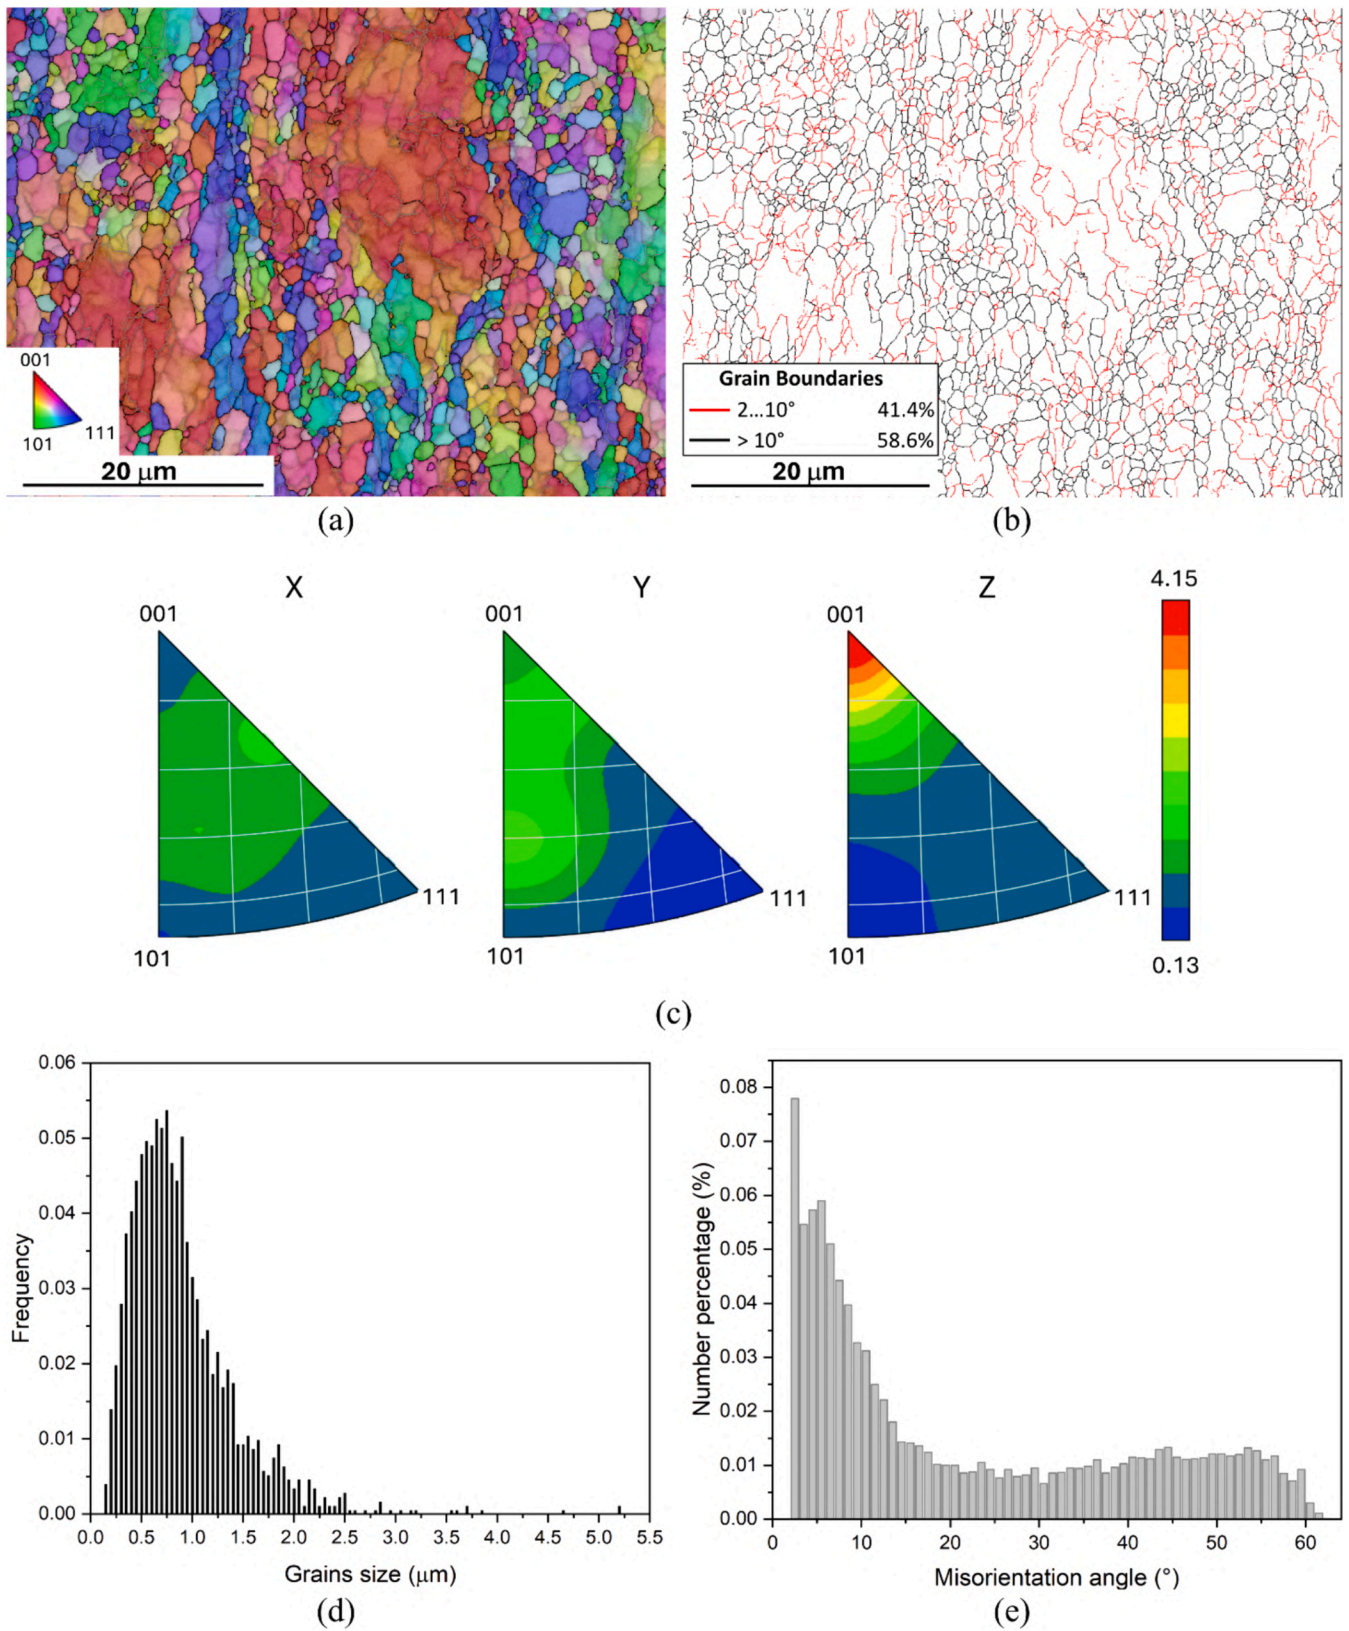 001
101
111
20 μm
(a)
Grain Boundaries
2...10° 41.4%
> 10° 58.6%
20 μm
(b)
X Y Z
4.15
001 001 001
111 111 111
101 101 101
0.13
(c)
0.06
0.05
0.04
0.03
0.02
0.01
0.00
Frequency
0.0 0.5 1.0 1.5 2.0 2.5 3.0 3.5 4.0 4.5 5.0 5.5
Grains size (μm)
(d)
0.08
0.07
0.06
0.05
0.04
0.03
0.02
0.01
0.00
Number percentage (%)
0 10 20 30 40 50 60
Misorientation angle (°)
(e)